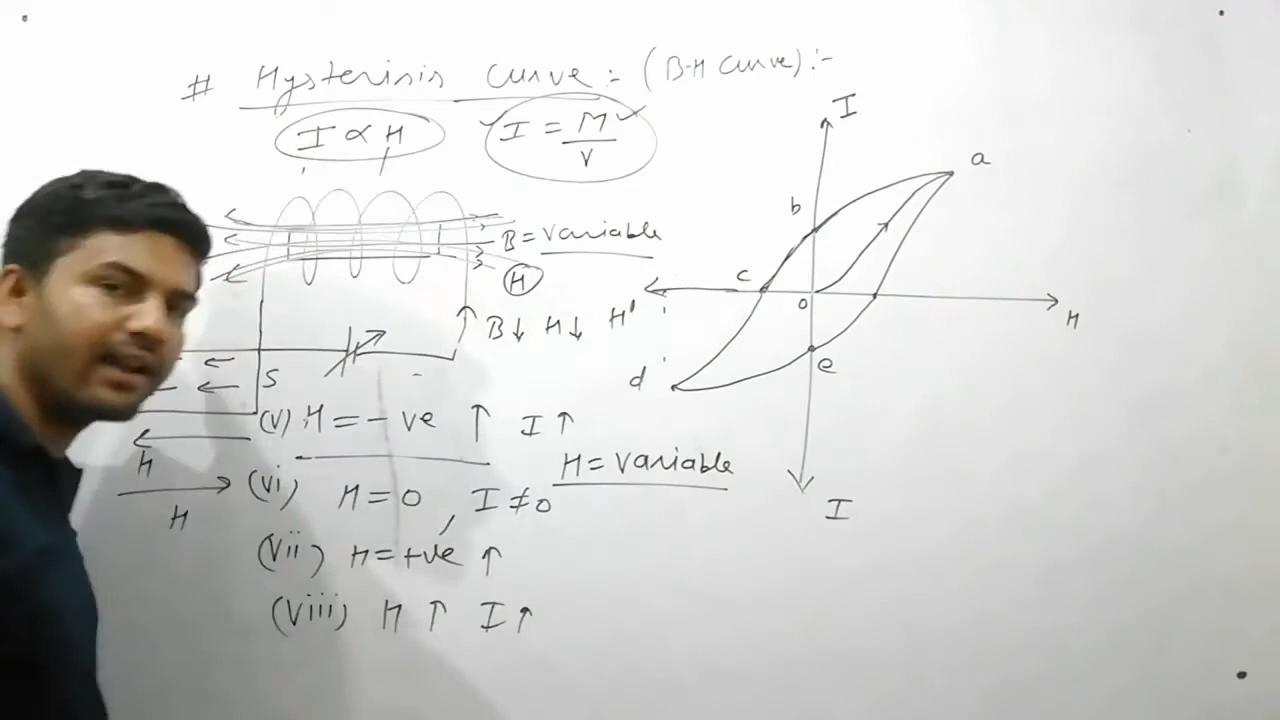 # Hysterisis Curve :- (B-H Curve) :-
I ∝ H
I = M/V
B = variable
H
B↓ H↓
S
(v) H = -ve ↑ I ↑
H = variable
(vi) H = 0, I ≠ 0
(vii) H = +ve ↑
(viii) H ↑ I ↑
H
H
I
a
b
c
o
H
H'
d
e
I